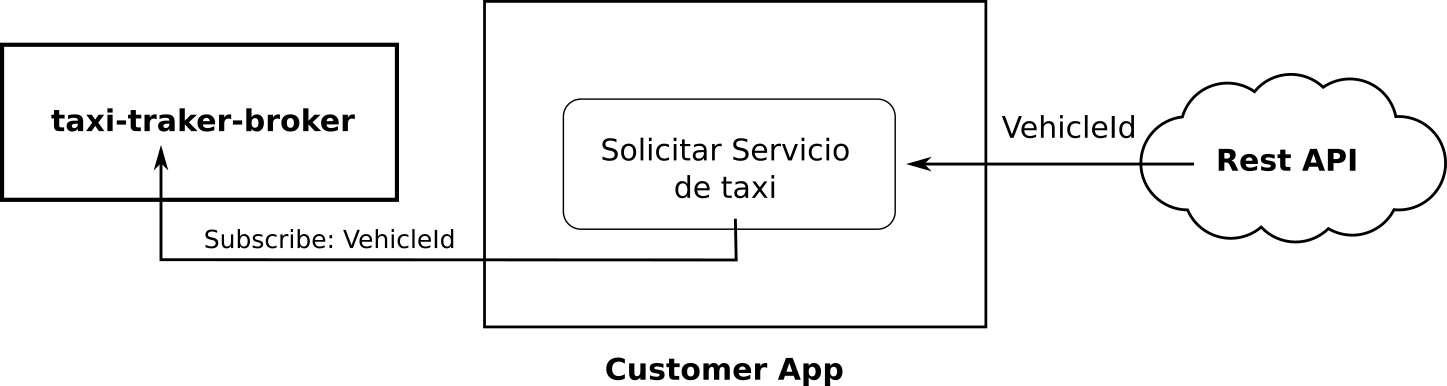 taxi-traker-broker
Solicitar Servicio
de taxi
VehicleId
Rest API
Subscribe: VehicleId
Customer App